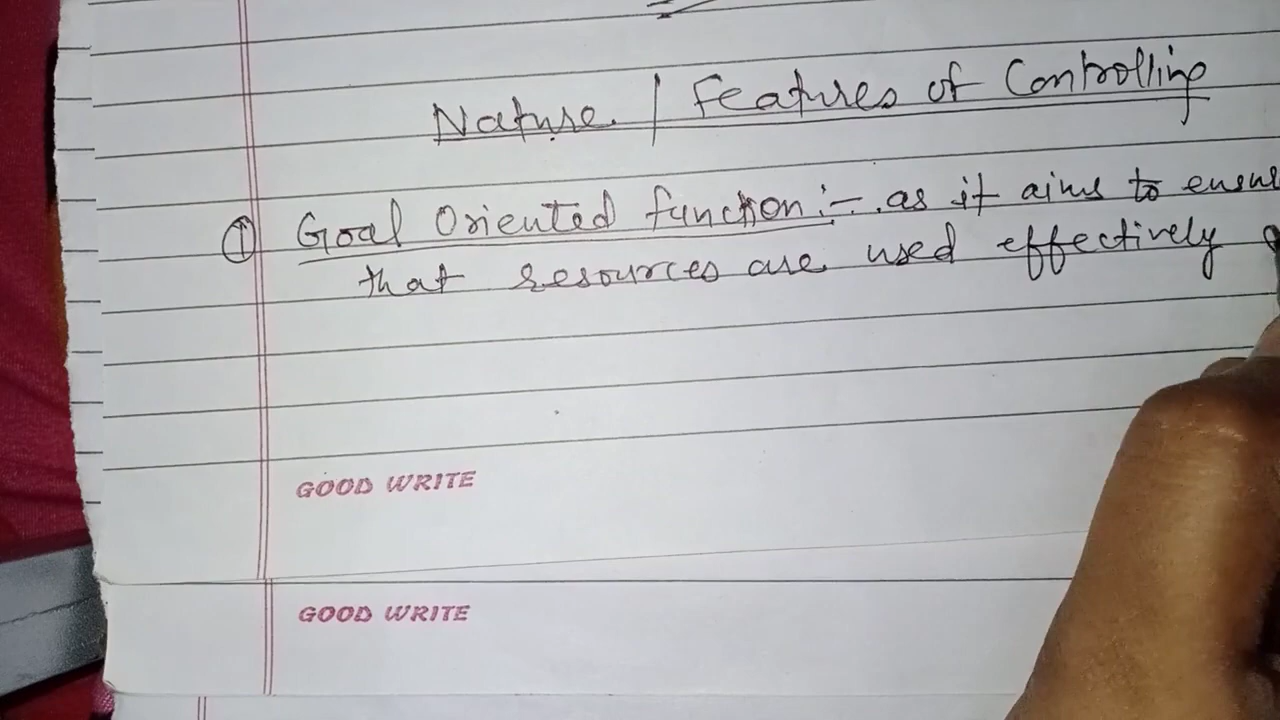 Nature / Features of Controlling
① Goal Oriented function :- as it aims to
that resources are used effectively
GOOD WRITE
GOOD WRITE